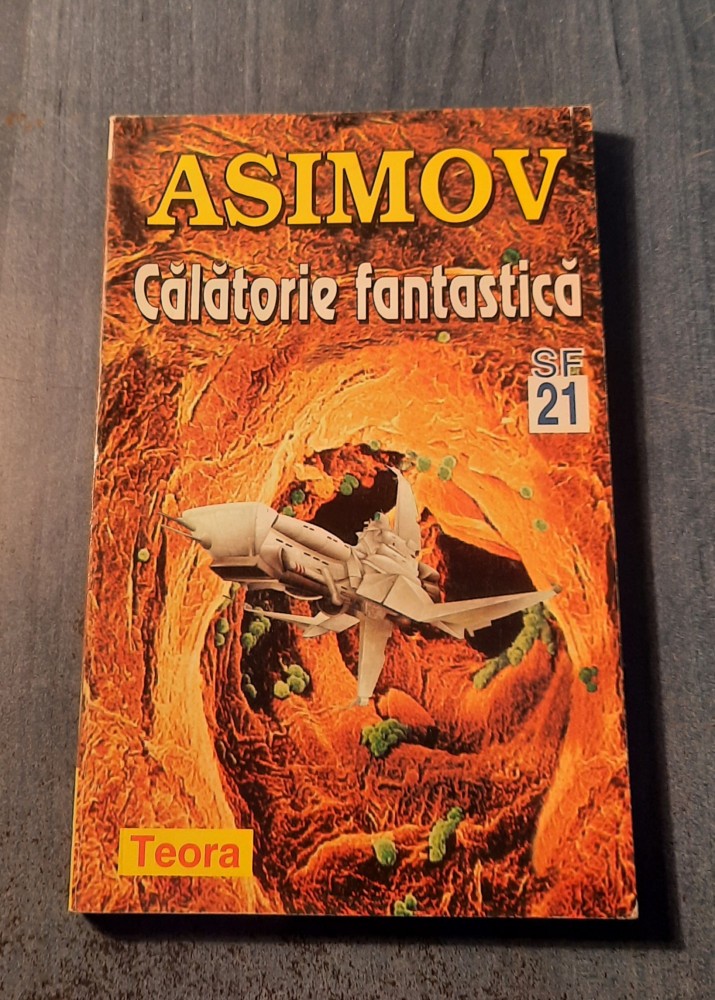 ASIMOV
Călătorie fantastică
SF
21
Teora